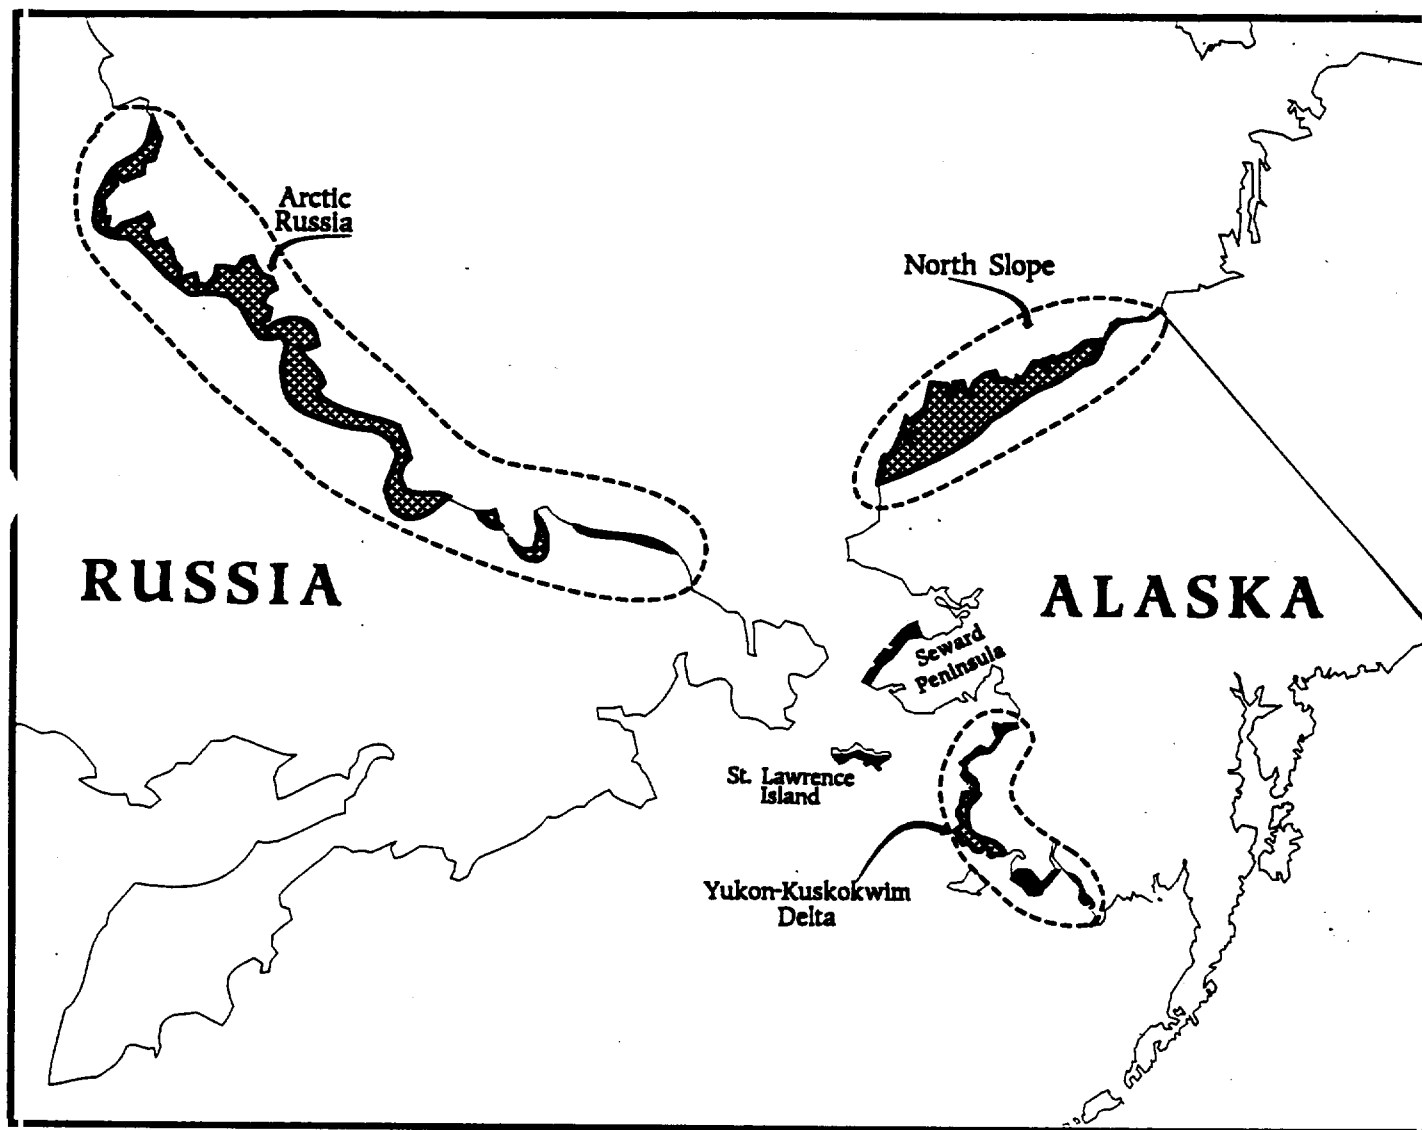 Arctic
Russia
North Slope
RUSSIA
ALASKA
Seward
Peninsula
St. Lawrence
Island
Yukon-Kuskokwim
Delta